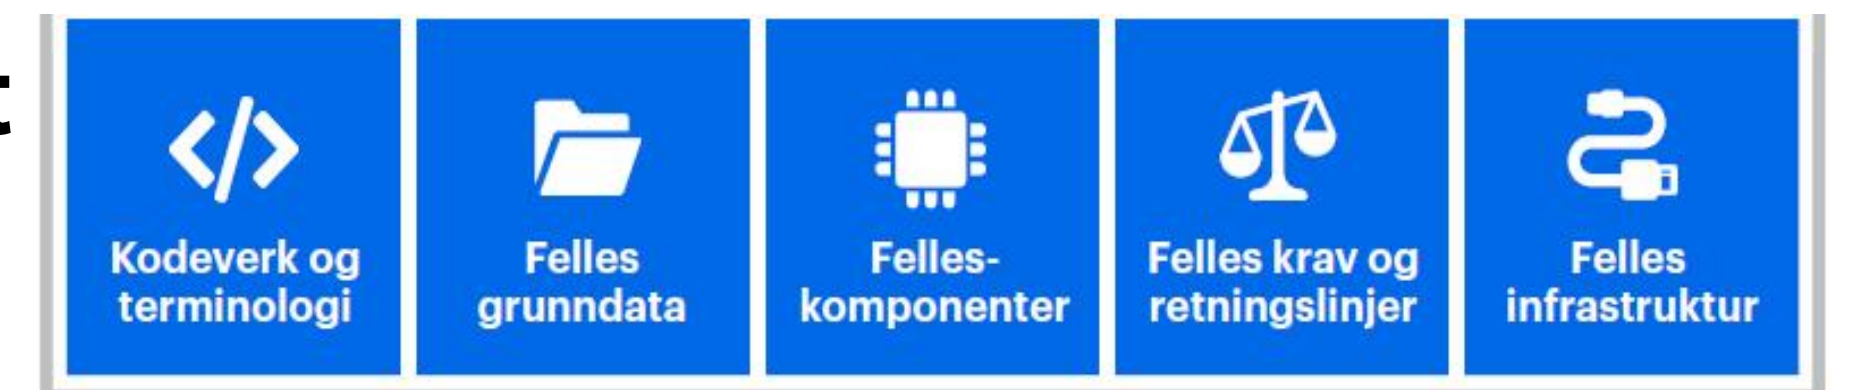 t
Kodeverk og
terminologi
Felles
grunndata
Felles-
komponenter
Felles krav og
retningslinjer
Felles
infrastruktur